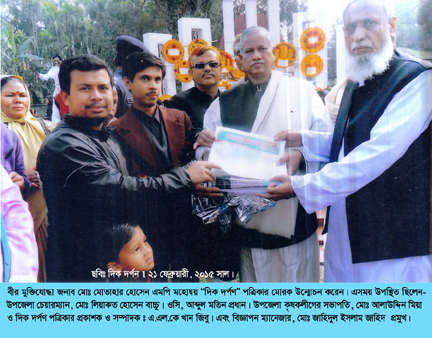 ছবিঃ দিক দর্পন ঃ ২১ ফেব্রুয়ারী, ২০১৫ সাল।
বীর মুক্তিযোদ্ধা জনাব মোঃ মোতাহার হোসেন এমপি মহোদয় “দিক দর্পণ” পত্রিকার মোরক উন্মোচন করেন। এসময় উপস্থিত ছিলেন-
উপজেলা চেয়ারম্যান, মোঃ লিয়াকত হোসেন বাচ্চু। ওসি, আব্দুল মতিন প্রধান। উপজেলা কৃষকলীগের সভাপতি, মোঃ আলাউদ্দিন মিয়া
ও দিক দর্পণ পত্রিকার প্রকাশক ও সম্পাদক ঃ এ.এল.কে খান জিবু। এবং বিজ্ঞাপন ম্যানেজার, মোঃ জাহিদুল ইসলাম জাহিদ প্রমুখ।